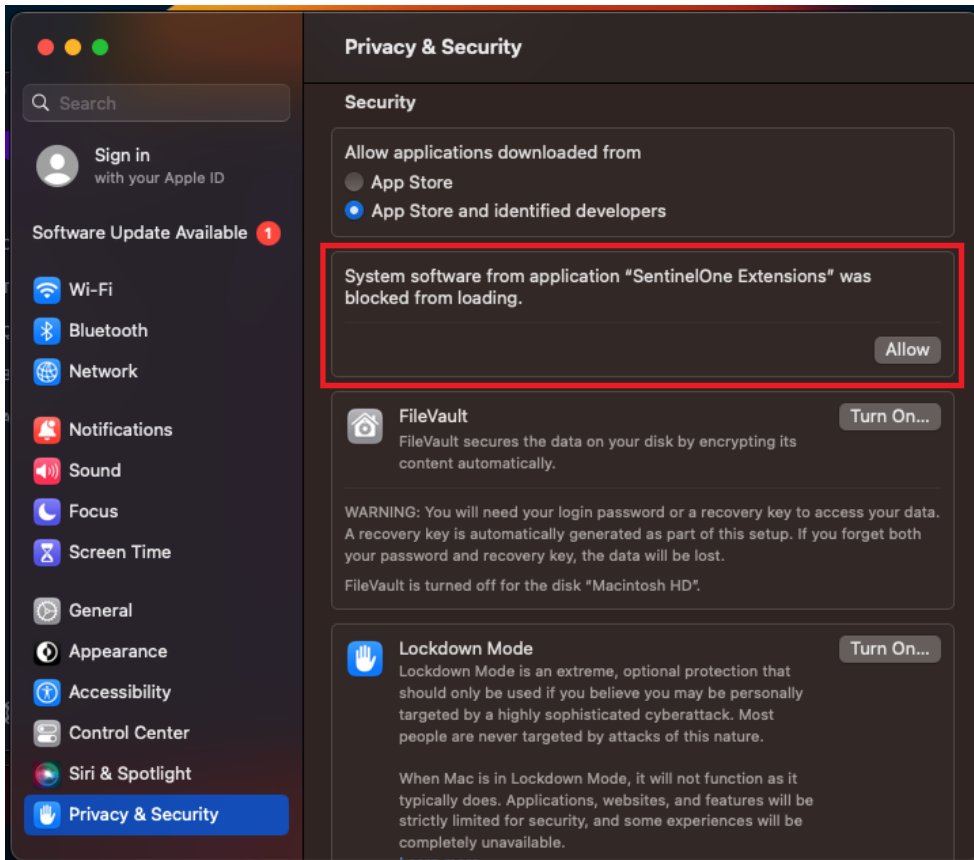 Privacy & Security
Search
Sign in
with your Apple ID
Software Update Available 1
Wi-Fi
Bluetooth
Network
Notifications
Sound
Focus
Screen Time
General
Appearance
Accessibility
Control Center
Siri & Spotlight
Privacy & Security
Security
Allow applications downloaded from
App Store
App Store and identified developers
System software from application “SentinelOne Extensions” was
blocked from loading.
Allow
FileVault
Turn On...
FileVault secures the data on your disk by encrypting its
content automatically.
WARNING: You will need your login password or a recovery key to access your data.
A recovery key is automatically generated as part of this setup. If you forget both
your password and recovery key, the data will be lost.
FileVault is turned off for the disk “Macintosh HD”.
Lockdown Mode
Turn On...
Lockdown Mode is an extreme, optional protection that
should only be used if you believe you may be personally
targeted by a highly sophisticated cyberattack. Most
people are never targeted by attacks of this nature.
When Mac is in Lockdown Mode, it will not function as it
typically does. Applications, websites, and features will be
strictly limited for security, and some experiences will be
completely unavailable.